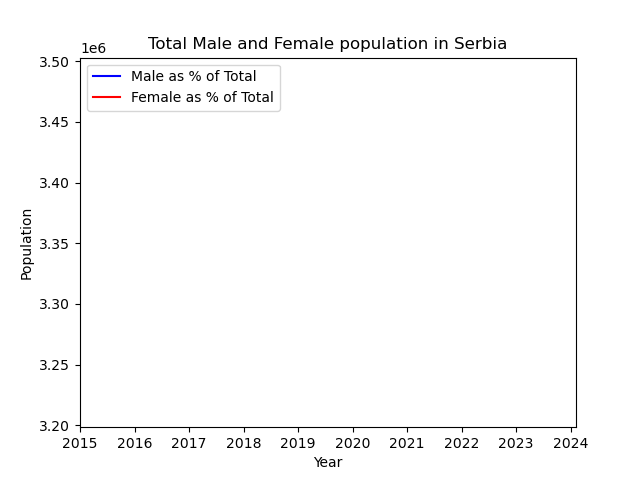 Total Male and Female population in Serbia
1e6
3.50
3.45
3.40
3.35
3.30
3.25
3.20
Population
Male as % of Total
Female as % of Total
2015 2016 2017 2018 2019 2020 2021 2022 2023 2024
Year